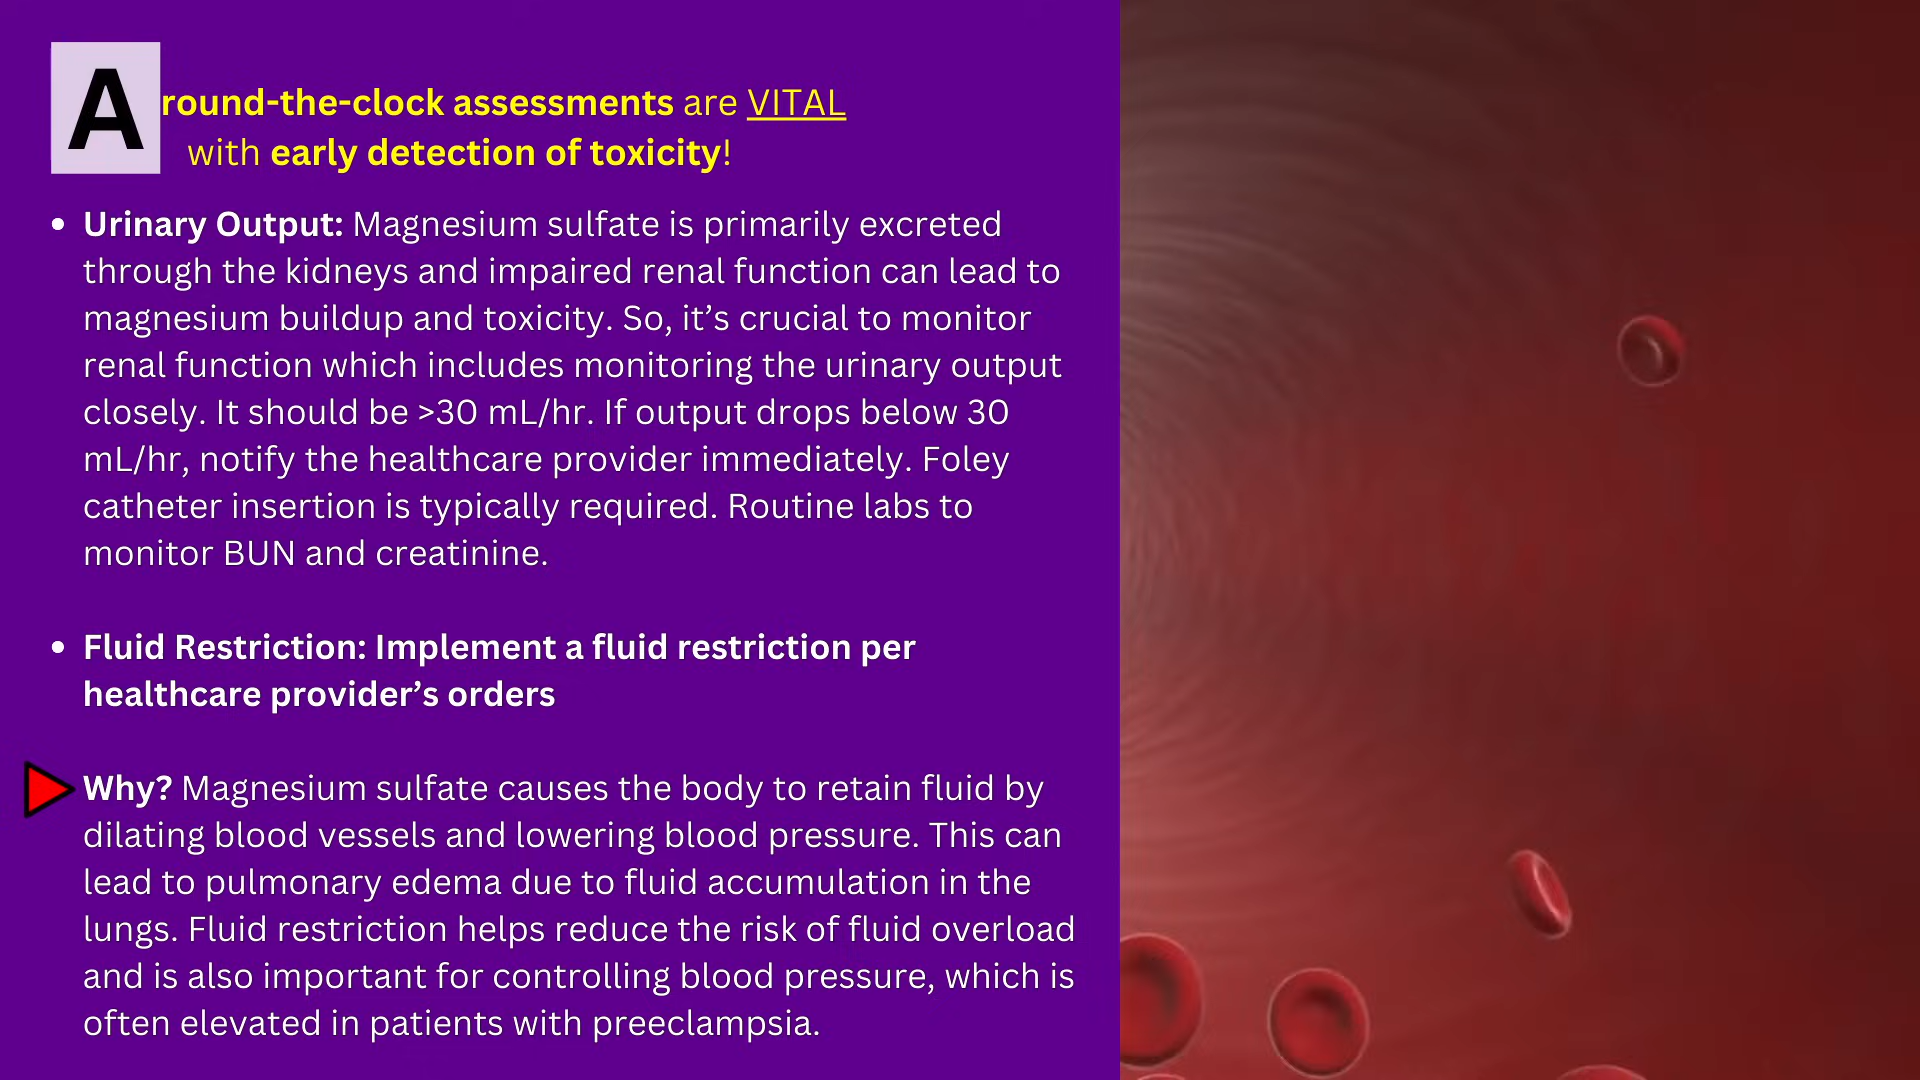 Around-the-clock assessments are VITAL
with early detection of toxicity!
• Urinary Output: Magnesium sulfate is primarily excreted
through the kidneys and impaired renal function can lead to
magnesium buildup and toxicity. So, it’s crucial to monitor
renal function which includes monitoring the urinary output
closely. It should be >30 mL/hr. If output drops below 30
mL/hr, notify the healthcare provider immediately. Foley
catheter insertion is typically required. Routine labs to
monitor BUN and creatinine.
• Fluid Restriction: Implement a fluid restriction per
healthcare provider’s orders
Why? Magnesium sulfate causes the body to retain fluid by
dilating blood vessels and lowering blood pressure. This can
lead to pulmonary edema due to fluid accumulation in the
lungs. Fluid restriction helps reduce the risk of fluid overload
and is also important for controlling blood pressure, which is
often elevated in patients with preeclampsia.